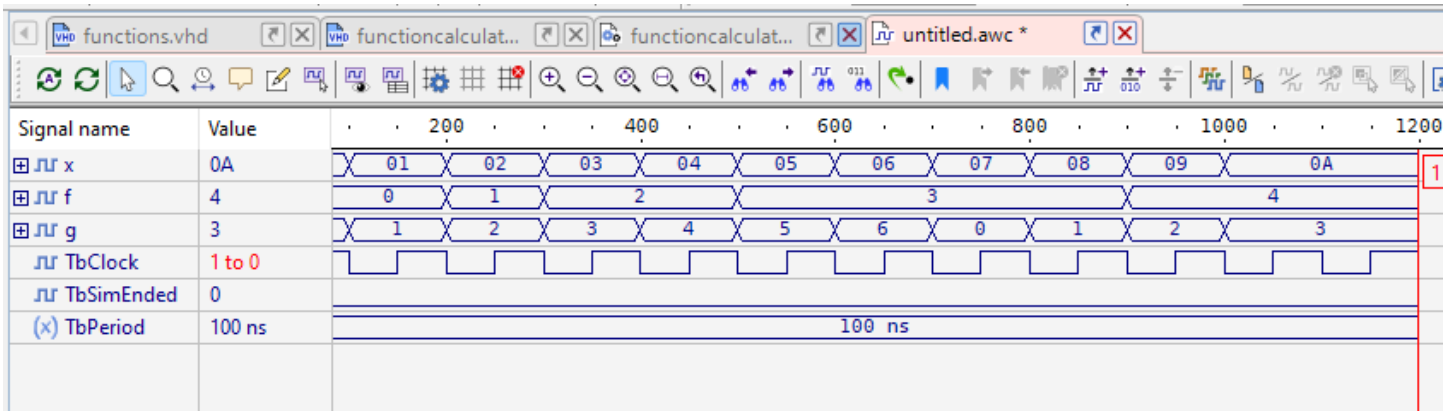 functions.vhd functioncalculat... functioncalculat... untitled.awc *
Signal name Value 200 400 600 800 1000 1200
x 0A 01 02 03 04 05 06 07 08 09 0A 1
f 4 0 1 2 3 4
g 3 1 2 3 4 5 6 0 1 2 3
TbClock 1 to 0
TbSimEnded 0
(x) TbPeriod 100 ns 100 ns